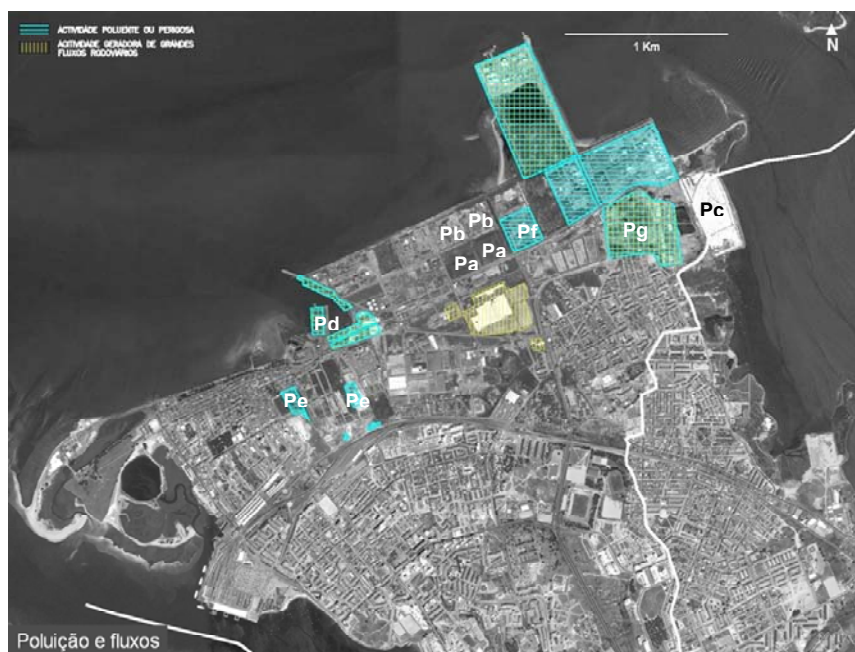 ACTIVIDADE POLUENTE OU PERIGOSA
ACTIVIDADE GERADORA DE GRANDES
FLUXOS RODOVIÁRIOS
1 Km
N
Pc
Pb
Pb
Pf
Pg
Pa
Pa
Pd
Pe
Pe
Poluição e fluxos